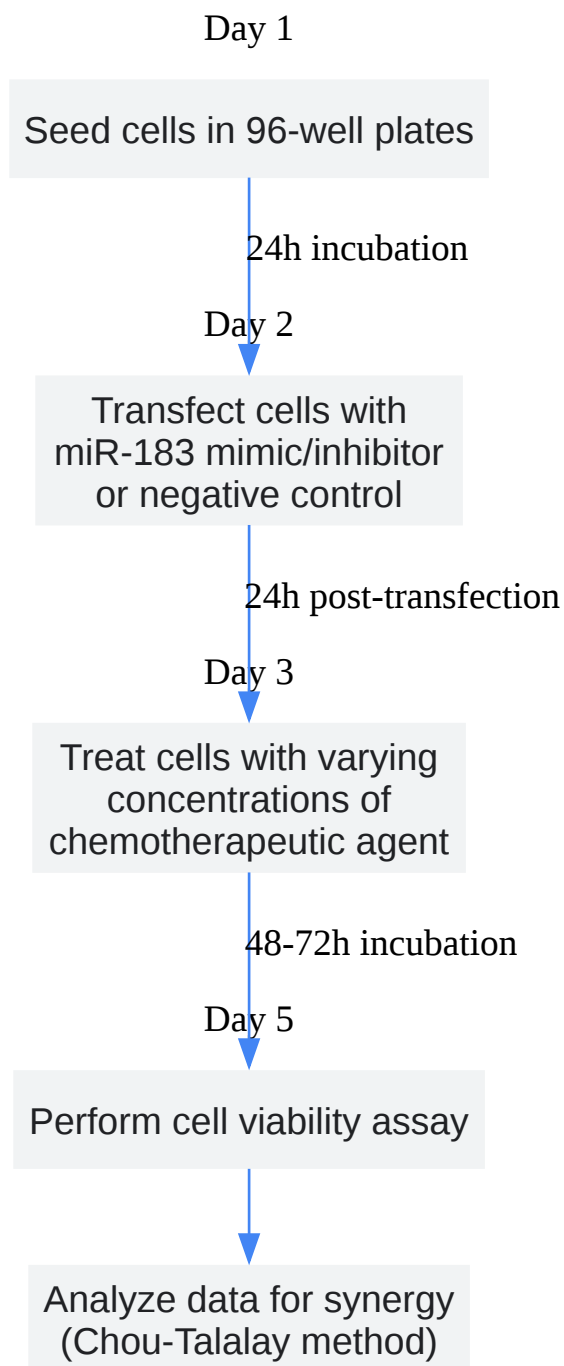 Day 1
Seed cells in 96-well plates
24h incubation
Day 2
Transfect cells with
miR-183 mimic/inhibitor
or negative control
24h post-transfection
Day 3
Treat cells with varying
concentrations of
chemotherapeutic agent
48-72h incubation
Day 5
Perform cell viability assay
Analyze data for synergy
(Chou-Talalay method)